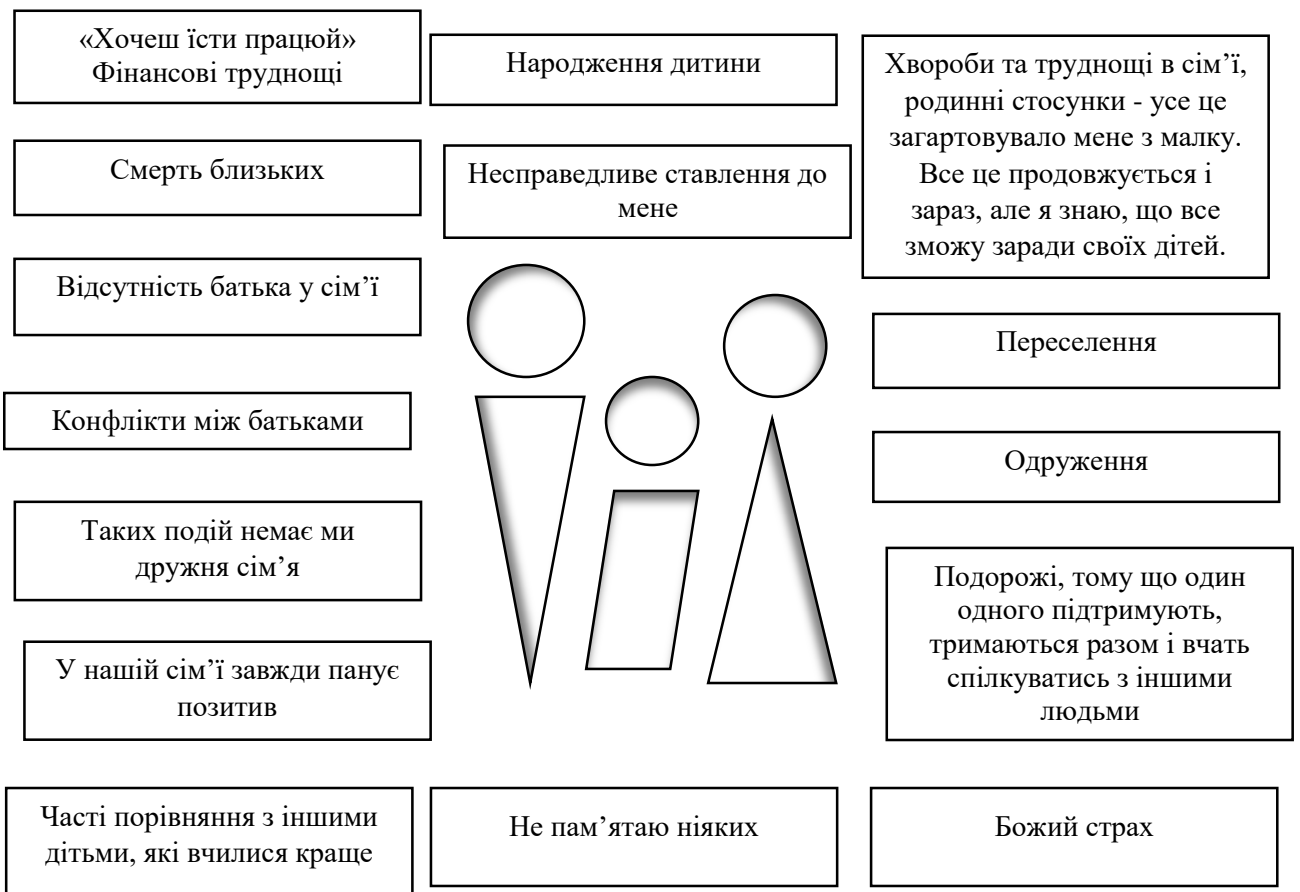 «Хочеш їсти працюй»
Фінансові труднощі
Народження дитини
Хвороби та труднощі в сім’ї,
родинні стосунки - усе це
загартовувало мене з малку.
Все це продовжується і
зараз, але я знаю, що все
зможу заради своїх дітей.
Смерть близьких
Несправедливе ставлення до
мене
Відсутність батька у сім’ї
Переселення
Конфлікти між батьками
Одруження
Таких подій немає ми
дружня сім’я
Подорожі, тому що один
одного підтримують,
тримаються разом і вчать
спілкуватись з іншими
людьми
У нашій сім’ї завжди панує
позитив
Часті порівняння з іншими
дітьми, які вчилися краще
Не пам’ятаю ніяких
Божий страх